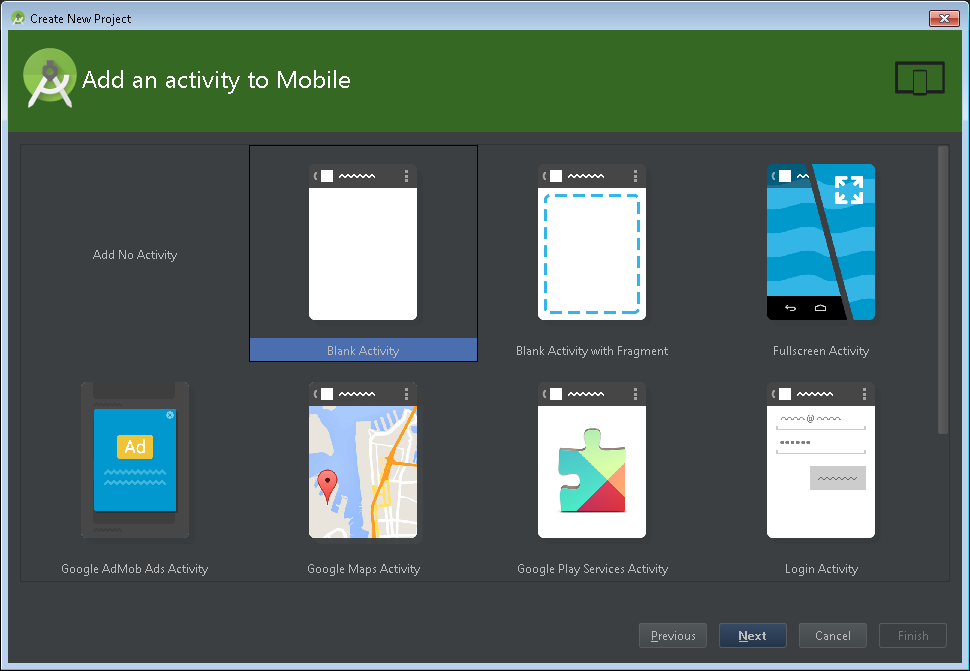 Create New Project
Add an activity to Mobile
Add No Activity
Blank Activity
Blank Activity with Fragment
Fullscreen Activity
Ad
@
Google AdMob Ads Activity
Google Maps Activity
Google Play Services Activity
Login Activity
Previous
Next
Cancel
Finish